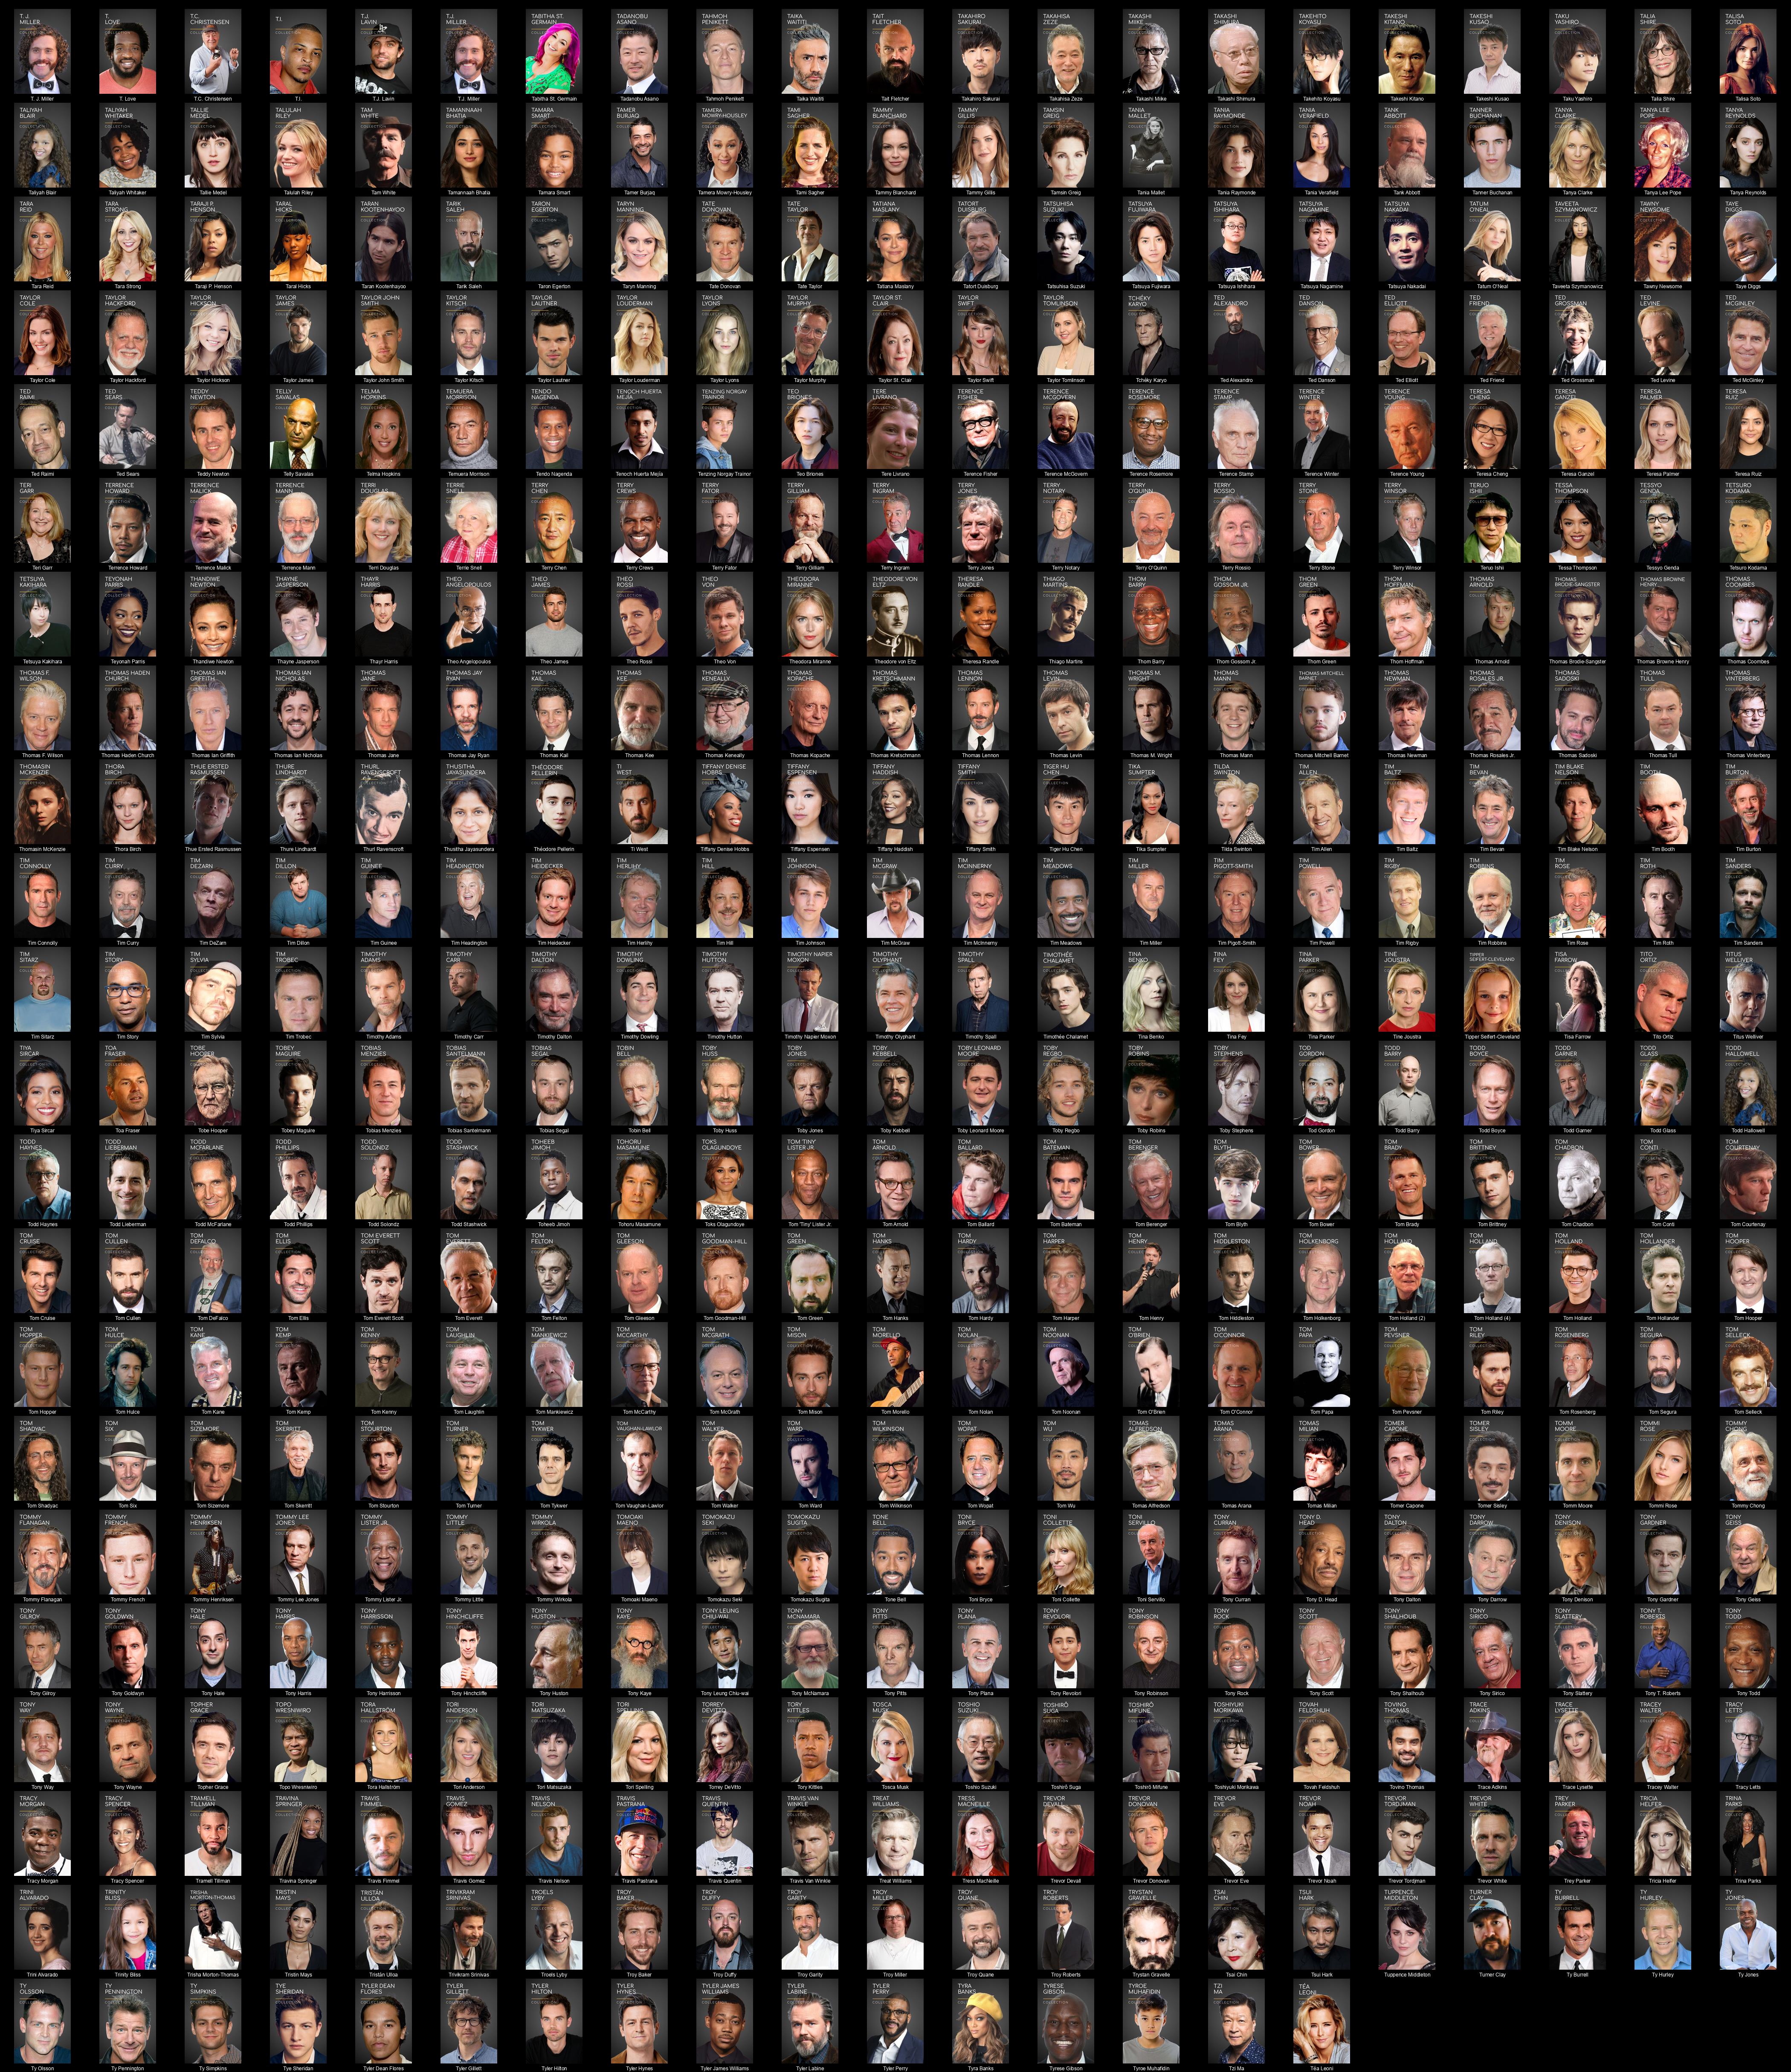 T. J. Miller T. Love T.C. Christensen T.I. T.J. Lavin T.J. Miller Tabitha St. Germain Tadanobu Asano Tahmoh Penikett Taika Waititi Tait Fletcher Takahiro Sakurai Takahisa Zeze Takashi Miike Takashi Shimura Takehito Koyasu Takeshi Kitano Takeshi Kusao Taku Yashiro Talia Shire Talisa Soto
Taliyah Blair Taliyah Whitaker Tallie Medel Talulah Riley Tam White Tamannaah Bhatia Tamara Smart Tamer Burjaq Tamera Mowry-Housley Tami Sagher Tammy Blanchard Tammy Gillis Tamsin Greig Tania Mallet Tania Raymonde Tania Verafield Tank Abbott Tanner Buchanan Tanya Clarke Tanya Lee Pope Tanya Reynolds
Tara Reid Tara Strong Taraji P. Henson Taral Hicks Taran Kootenhayoo Tarik Saleh Taron Egerton Taryn Manning Tate Donovan Tate Taylor Tatiana Maslany Tatort Duisburg Tatsuhisa Suzuki Tatsuya Fujiwara Tatsuya Ishihara Tatsuya Nagamine Tatsuya Nakadai Tatum O'Neal Taveeta Szymanowicz Tawny Newsome Taye Diggs
Taylor Cole Taylor Hackford Taylor Hickson Taylor James Taylor John Smith Taylor Kitsch Taylor Lautner Taylor Louderman Taylor Lyons Taylor Murphy Taylor St. Clair Taylor Swift Taylor Tomlinson Tchéky Karyo Ted Alexandro Ted Danson Ted Elliott Ted Friend Ted Grossman Ted Levine Ted McGinley
Ted Raimi Ted Sears Teddy Newton Telly Savalas Telma Hopkins Temuera Morrison Tendo Nagenda Tenoch Huerta Mejía Tenzing Norgay Trainor Teo Briones Tere Livrano Terence Fisher Terence McGovern Terence Rosemore Terence Stamp Terence Winter Terence Young Teresa Cheng Teresa Ganzel Teresa Palmer Teresa Ruiz
Teri Garr Terrence Howard Terrence Malick Terrence Mann Terri Douglas Terrie Snell Terry Chen Terry Crews Terry Fator Terry Gilliam Terry Ingram Terry Jones Terry Notary Terry O'Quinn Terry Rossio Terry Stone Terry Winsor Teruo Ishii Tessa Thompson Tessyo Genda Tetsuro Kodama
Tetsuya Kakihara Teyonah Parris Thandiwe Newton Thayne Jasperson Thayr Harris Theo Angelopoulos Theo James Theo Rossi Theo Von Theodora Miranne Theodore von Eltz Theresa Randle Thiago Martins Thom Barry Thom Gossom Jr. Thom Green Thom Hoffman Thomas Arnold Thomas Brodie-Sangster Thomas Browne Henry Thomas Coombes
Thomas F. Wilson Thomas Haden Church Thomas Ian Griffith Thomas Ian Nicholas Thomas Jane Thomas Jay Ryan Thomas Kail Thomas Kee Thomas Keneally Thomas Kopache Thomas Kretschmann Thomas Lennon Thomas Levin Thomas M. Wright Thomas Mann Thomas Mitchell Barnet Thomas Newman Thomas Rosales Jr. Thomas Sadoski Thomas Tull Thomas Vinterberg
Thomasin McKenzie Thora Birch Thue Ersted Rasmussen Thure Lindhardt Thurl Ravenscroft Thusitha Jayasundera Théodore Pellerin Ti West Tiffany Denise Hobbs Tiffany Espensen Tiffany Haddish Tiffany Smith Tiger Hu Chen Tika Sumpter Tilda Swinton Tim Allen Tim Baltz Tim Bevan Tim Blake Nelson Tim Booth Tim Burton
Tim Connolly Tim Curry Tim DeZarn Tim Dillon Tim Guinee Tim Headington Tim Heidecker Tim Herlihy Tim Hill Tim Johnson Tim McGraw Tim McInnerny Tim Meadows Tim Miller Tim Pigott-Smith Tim Powell Tim Rigby Tim Robbins Tim Rose Tim Roth Tim Sanders
Tim Sitarz Tim Story Tim Sylvia Tim Trobec Timothy Adams Timothy Carr Timothy Dalton Timothy Dowling Timothy Hutton Timothy Napier Moxon Timothy Olyphant Timothy Spall Timothée Chalamet Tina Benko Tina Fey Tina Parker Tine Joustra Tipper Seifert-Cleveland Tisa Farrow Tito Ortiz Titus Welliver
Tiya Sircar Toa Fraser Tobe Hooper Tobey Maguire Tobias Menzies Tobias Santelmann Tobias Segal Tobin Bell Toby Huss Toby Jones Toby Kebbell Toby Leonard Moore Toby Regbo Toby Robins Toby Stephens Tod Gordon Todd Barry Todd Boyce Todd Garner Todd Glass Todd Hallowell
Todd Haynes Todd Lieberman Todd McFarlane Todd Phillips Todd Solondz Todd Stashwick Toheeb Jimoh Tohoru Masamune Toks Olagundoye Tom 'Tiny' Lister Jr. Tom Arnold Tom Ballard Tom Bateman Tom Berenger Tom Blyth Tom Bower Tom Brady Tom Brittney Tom Chadbon Tom Conti Tom Courtenay
Tom Cruise Tom Cullen Tom DeFalco Tom Ellis Tom Everett Scott Tom Everett Tom Felton Tom Gleeson Tom Goodman-Hill Tom Green Tom Hanks Tom Hardy Tom Harper Tom Henry Tom Hiddleston Tom Holkenborg Tom Holland (2) Tom Holland (4) Tom Holland Tom Hollander Tom Hooper
Tom Hopper Tom Hulce Tom Kane Tom Kemp Tom Kenny Tom Laughlin Tom Mankiewicz Tom McCarthy Tom McGrath Tom Mison Tom Morello Tom Nolan Tom Noonan Tom O'Brien Tom O'Connor Tom Papa Tom Pevsner Tom Riley Tom Rosenberg Tom Segura Tom Selleck
Tom Shadyac Tom Six Tom Sizemore Tom Skerritt Tom Stourton Tom Turner Tom Tykwer Tom Vaughan-Lawlor Tom Walker Tom Ward Tom Wilkinson Tom Wopat Tom Wu Tomas Alfredson Tomas Arana Tomas Milian Tomer Capone Tomer Sisley Tomm Moore Tommi Rose Tommy Chong
Tommy Flanagan Tommy French Tommy Henriksen Tommy Lee Jones Tommy Lister Jr. Tommy Little Tommy Wirkola Tomoaki Maeno Tomokazu Seki Tomokazu Sugita Tone Bell Toni Bryce Toni Collette Toni Servillo Tony Curran Tony D. Head Tony Dalton Tony Darrow Tony Denison Tony Gardner Tony Geiss
Tony Gilroy Tony Goldwyn Tony Hale Tony Harris Tony Harrisson Tony Hinchcliffe Tony Huston Tony Kaye Tony Leung Chiu-wai Tony McNamara Tony Pitts Tony Plana Tony Revolori Tony Robinson Tony Rock Tony Scott Tony Shalhoub Tony Sirico Tony Slattery Tony T. Roberts Tony Todd
Tony Way Tony Wayne Topher Grace Topo Wresniwiro Tora Hallström Tori Anderson Tori Matsuzaka Tori Spelling Torrey DeVitto Tory Kittles Tosca Musk Toshio Suzuki Toshirô Suga Toshirō Mifune Toshiyuki Morikawa Tovah Feldshuh Tovino Thomas Trace Adkins Trace Lysette Tracey Walter Tracy Letts
Tracy Morgan Tracy Spencer Tramell Tillman Travina Springer Travis Fimmel Travis Gomez Travis Nelson Travis Pastrana Travis Quentin Travis Van Winkle Treat Williams Tress MacNeille Trevor Devall Trevor Donovan Trevor Eve Trevor Noah Trevor Tordjman Trevor White Trey Parker Tricia Helfer Trina Parks
Trini Alvarado Trinity Bliss Trisha Morton-Thomas Tristin Mays Tristán Ulloa Trivikram Srinivas Troels Lyby Troy Baker Troy Duffy Troy Garity Troy Miller Troy Quane Troy Roberts Trystan Gravelle Tsai Chin Tsui Hark Tuppence Middleton Turner Clay Ty Burrell Ty Hurley Ty Jones
Ty Olsson Ty Pennington Ty Simpkins Tye Sheridan Tyler Dean Flores Tyler Gillett Tyler Hilton Tyler Hynes Tyler James Williams Tyler Labine Tyler Perry Tyra Banks Tyrese Gibson Tyroe Muhafidin Tzi Ma Téa Leoni